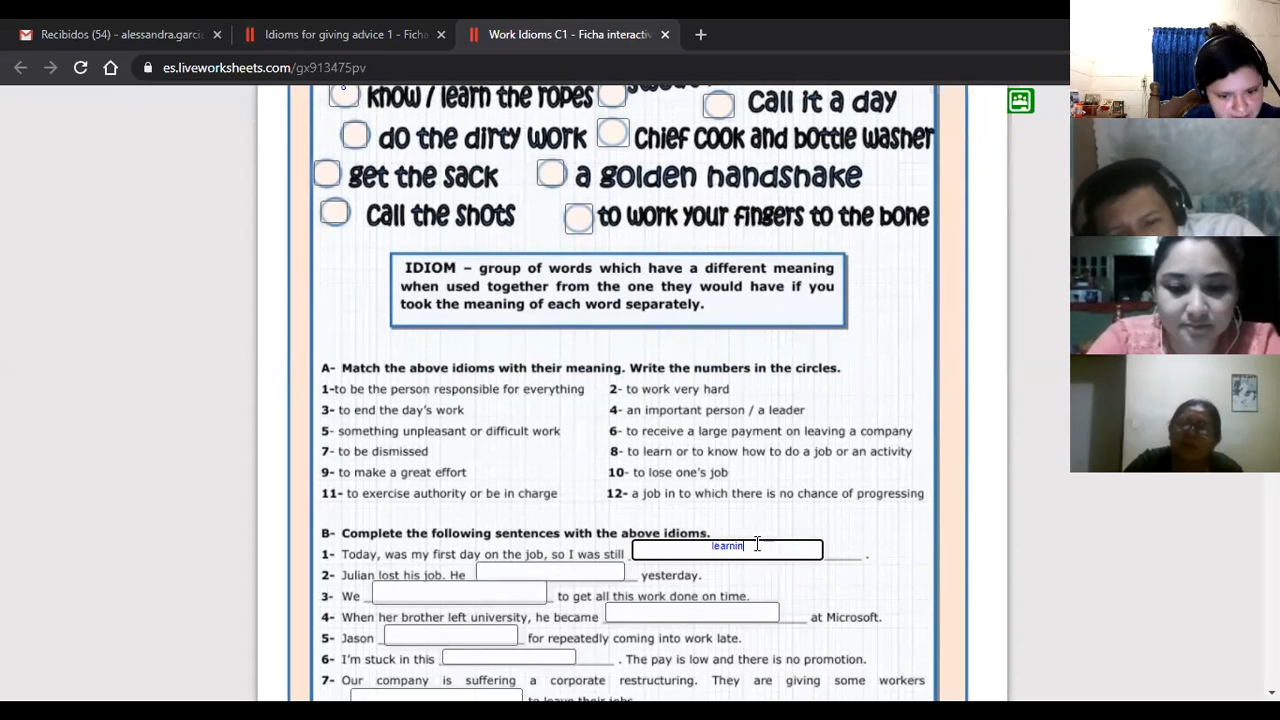 Recibidos (54) - alessandra.garci
Idioms for giving advice 1 - Ficha
Work Idioms C1 - Ficha interactiv
es.liveworksheets.com/gx913475pv
know / learn the ropes
Call it a day
do the dirty work
Chief cook and bottle washer
get the sack
a golden handshake
Call the shots
to work your fingers to the bone
IDIOM – group of words which have a different meaning
when used together from the one they would have if you
took the meaning of each word separately.
A- Match the above idioms with their meaning. Write the numbers in the circles.
1-to be the person responsible for everything
2- to work very hard
3- to end the day's work
4- an important person / a leader
5- something unpleasant or difficult work
6- to receive a large payment on leaving a company
7- to be dismissed
8- to learn or to know how to do a job or an activity
9- to make a great effort
10- to lose one's job
11- to exercise authority or be in charge
12- a job in to which there is no chance of progressing
B- Complete the following sentences with the above idioms.
1- Today, was my first day on the job, so I was still learnin ______ .
2- Julian lost his job. He __ yesterday.
3- We _ _ to get all this work done on time.
4- When her brother left university, he became _____ at Microsoft.
5- Jason _ _ for repeatedly coming into work late.
6- I'm stuck in this _ ______ . The pay is low and there is no promotion.
7- Our company is suffering a corporate restructuring. They are giving some workers
to leave their jobs.